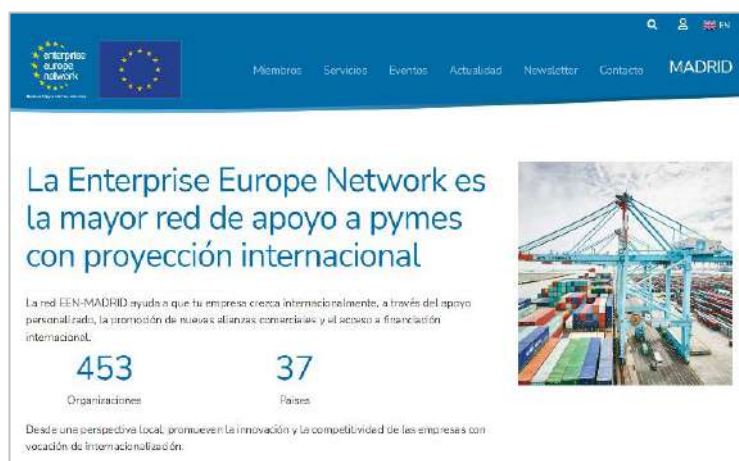 EN
enterprise
europe
network
Miembros Servicios Eventos Actualidad Newsletter Contacto MADRID
La Enterprise Europe Network es
la mayor red de apoyo a pymes
con proyección internacional
La red EEN-MADRID ayuda a que tu empresa crezca internacionalmente, a través del apoyo
personalizado, la promoción de nuevas alianzas comerciales y el acceso a financiación
internacional.
453 37
Organizaciones Países
Desde una perspectiva local, promueven la innovación y la competitividad de las empresas con
vocación de internacionalización.